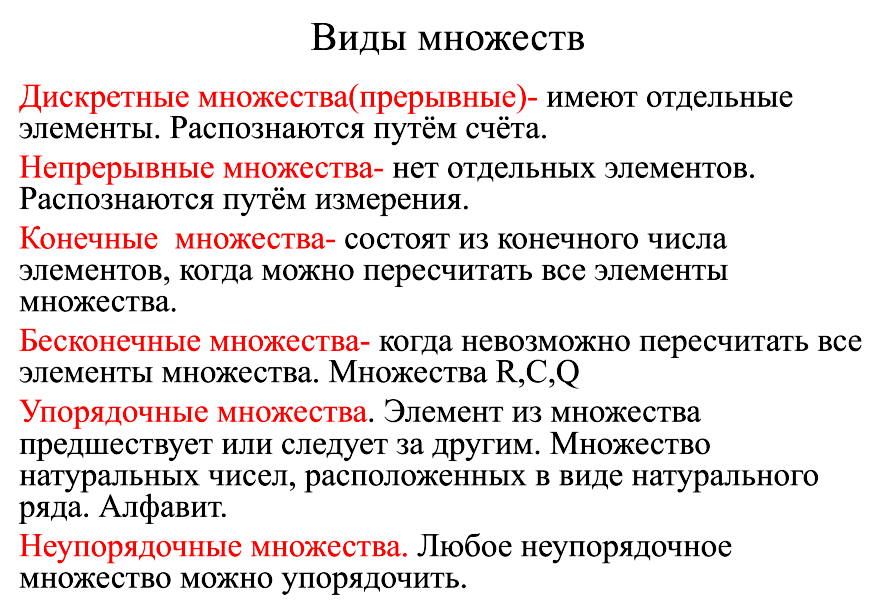 Виды множеств
Дискретные множества(прерывные)- имеют отдельные
элементы. Распознаются путём счёта.
Непрерывные множества- нет отдельных элементов.
Распознаются путём измерения.
Конечные  множества- состоят из конечного числа
элементов, когда можно пересчитать все элементы
множества.
Бесконечные множества- когда невозможно пересчитать все
элементы множества. Множества R,C,Q
Упорядочные множества. Элемент из множества
предшествует или следует за другим. Множество
натуральных чисел, расположенных в виде натурального
ряда. Алфавит.
Неупорядочные множества. Любое неупорядочное
множество можно упорядочить.